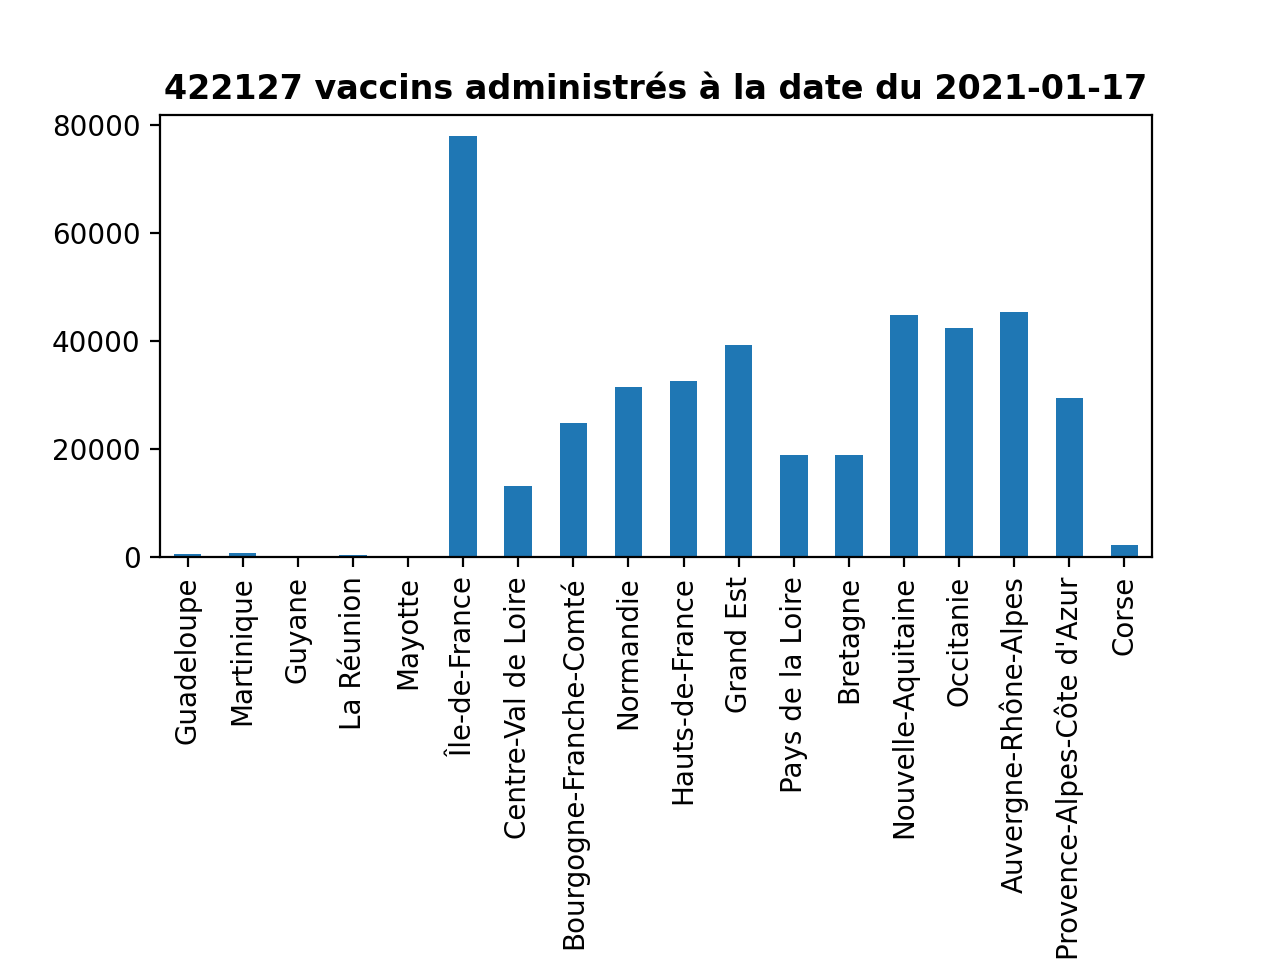 422127 vaccins administrés à la date du 2021-01-17
80000
60000
40000
20000
0
Guadeloupe
Martinique
Guyane
La Réunion
Mayotte
Île-de-France
Centre-Val de Loire
Bourgogne-Franche-Comté
Normandie
Hauts-de-France
Grand Est
Pays de la Loire
Bretagne
Nouvelle-Aquitaine
Occitanie
Auvergne-Rhône-Alpes
Provence-Alpes-Côte d'Azur
Corse